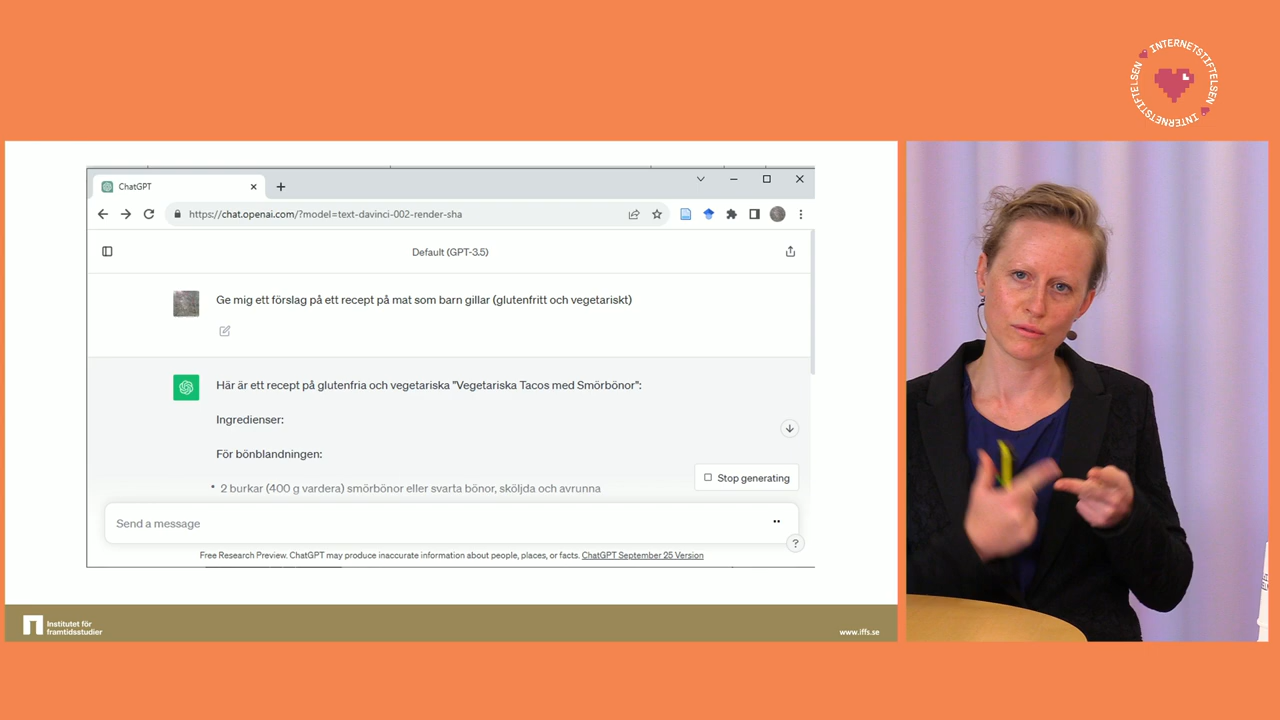 INTERNETSTIFTELSEN INTERNETSTIFTELSEN
ChatGPT
https://chat.openai.com/?model=text-davinci-002-render-sha
Default (GPT-3.5)
Ge mig ett förslag på ett recept på mat som barn gillar (glutenfritt och vegetariskt)
Här är ett recept på glutenfria och vegetariska "Vegetariska Tacos med Smörbönor":
Ingredienser:
För bönblandningen:
• 2 burkar (400 g vardera) smörbönor eller svarta bönor, sköljda och avrunna
Stop generating
Send a message
?
Free Research Preview. ChatGPT may produce inaccurate information about people, places, or facts. ChatGPT September 25 Version
Institutet för
framtidsstudier
www.iffs.se